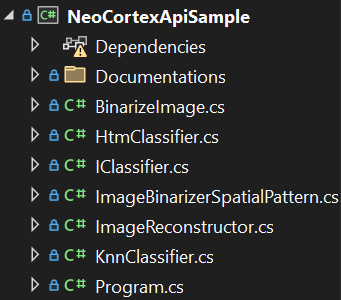 C# NeoCortexApiSample
Dependencies
Documentations
C# BinarizeImage.cs
C# HtmClassifier.cs
C# IClassifier.cs
C# ImageBinarizerSpatialPattern.cs
C# ImageReconstructor.cs
C# KnnClassifier.cs
C# Program.cs